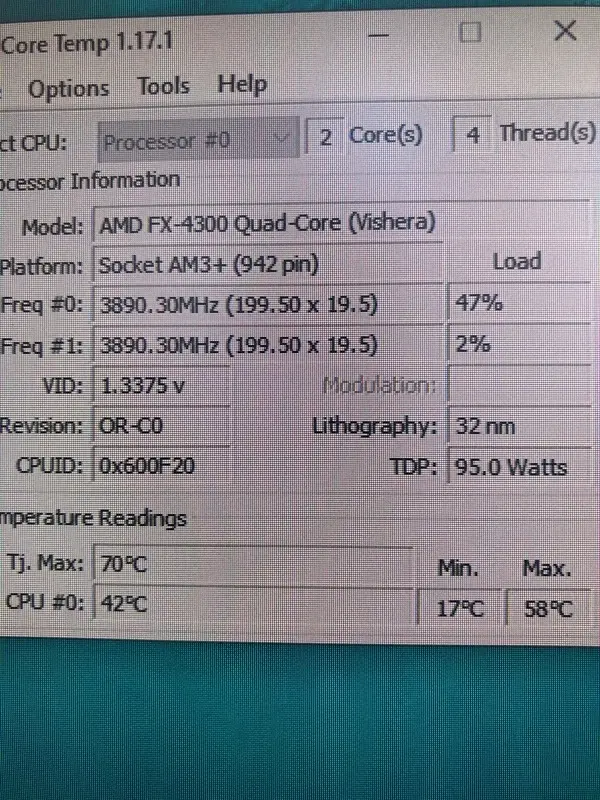 Core Temp 1.17.1
Options Tools Help
ct CPU: Processor #0 2 Core(s) 4 Thread(s)
ocessor Information
Model: AMD FX-4300 Quad-Core (Vishera)
Platform: Socket AM3+ (942 pin) Load
Freq #0: 3890.30MHz (199.50 x 19.5) 47%
Freq #1: 3890.30MHz (199.50 x 19.5) 2%
VID: 1.3375 v Modulation:
Revision: OR-C0 Lithography: 32 nm
CPUID: 0x600F20 TDP: 95.0 Watts
mperature Readings
Tj. Max: 70°C Min. Max.
CPU #0: 42°C 17°C 58°C